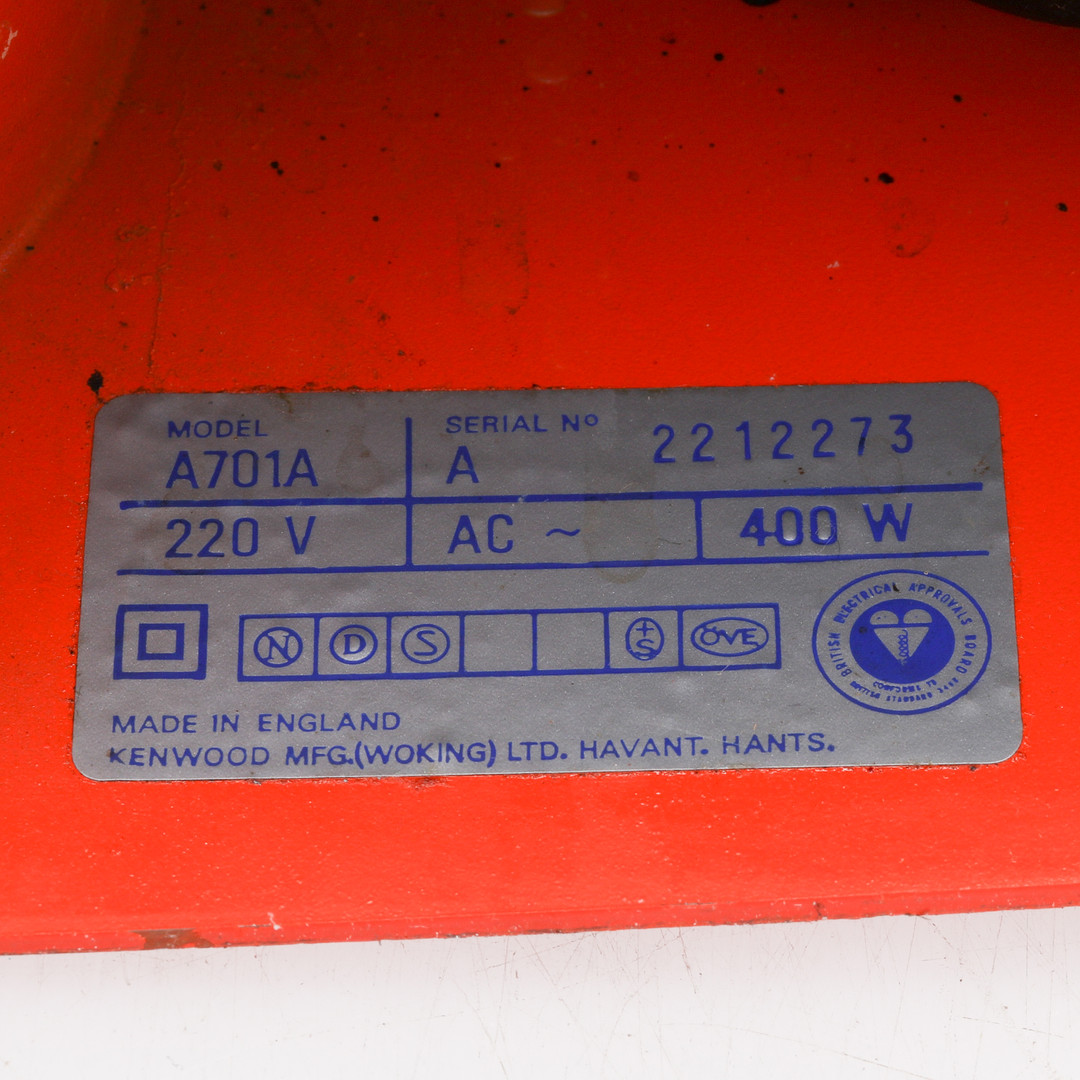 MODEL
A701A
SERIAL Nº
A 2212273
220 V
AC ~
400 W
N D S +S ÖVE
BRITISH ELECTRICAL APPROVALS BOARD
MADE IN ENGLAND
KENWOOD MFG.(WOKING) LTD. HAVANT. HANTS.